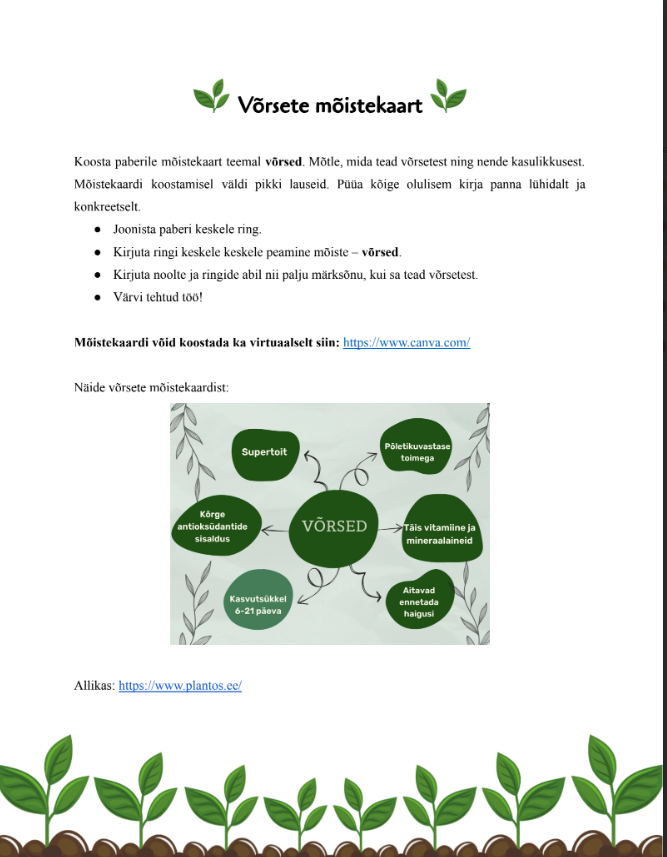 Võrsete mõistekaart
Koosta paberile mõistekaart teemal võrsed. Mõtle, mida tead võrsetest ning nende kasulikkusest.
Mõistekaardi koostamisel väldi pikki lauseid. Püüa kõige olulisem kirja panna lühidalt ja
konkreetselt.
● Joonista paberi keskele ring.
● Kirjuta ringi keskele keskele peamine mõiste – võrsed.
● Kirjuta noolte ja ringide abil nii palju märksõnu, kui sa tead võrsetest.
● Värvi tehtud töö!
Mõistekaardi võid koostada ka virtuaalselt siin: https://www.canva.com/
Näide võrsete mõistekaardist:
Supertoit
Põletikuvastase
toimega
Kõrge
antioksüdantide
sisaldus
VÕRSED
Täis vitamiine ja
mineraalaineid
Kasvutsükkel
6-21 päeva
Aitavad
ennetada
haigusi
Allikas: https://www.plantos.ee/